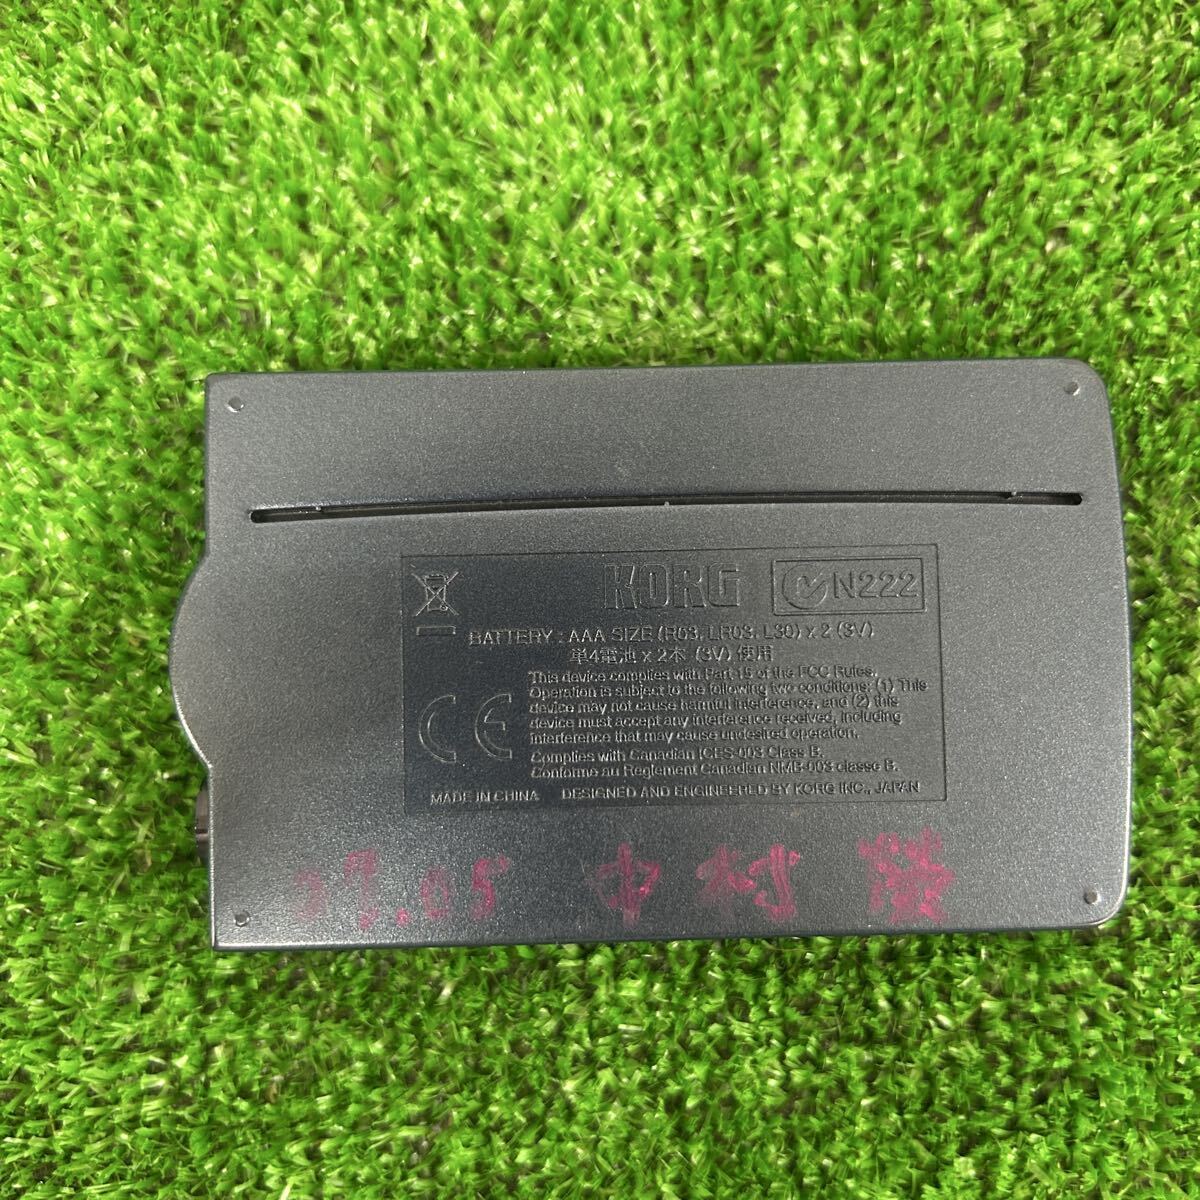 KORG N222
BATTERY : AAA SIZE (R03, LR03, L30) x 2 (3V)
単4電池 x 2本 (3V) 使用
This device complies with Part 15 of the FCC Rules.
Operation is subject to the following two conditions: (1) This
device may not cause harmful interference, and (2) this
device must accept any interference received, including
interference that may cause undesired operation.
Complies with Canadian ICES-003 Class B.
Conforme au Reglement Canadian NMB-003 classe B.
CE
MADE IN CHINA DESIGNED AND ENGINEERED BY KORG INC., JAPAN
07.05 中村